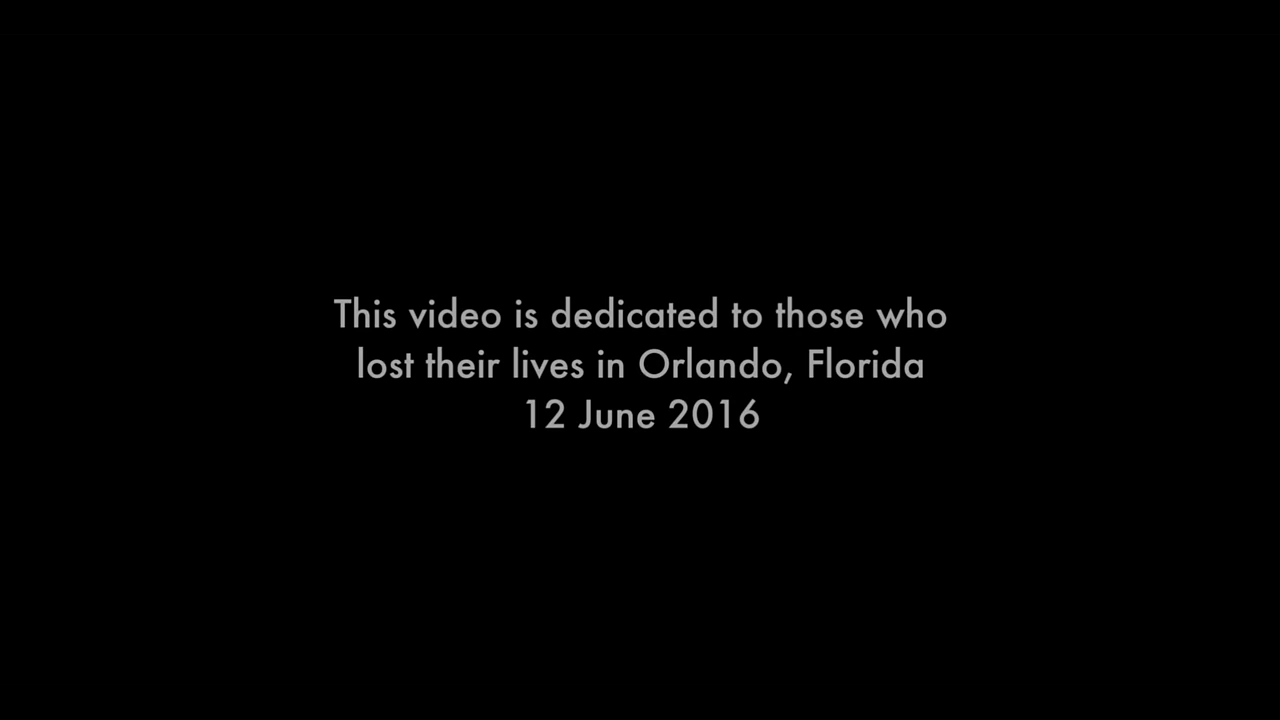 This video is dedicated to those who
lost their lives in Orlando, Florida
12 June 2016